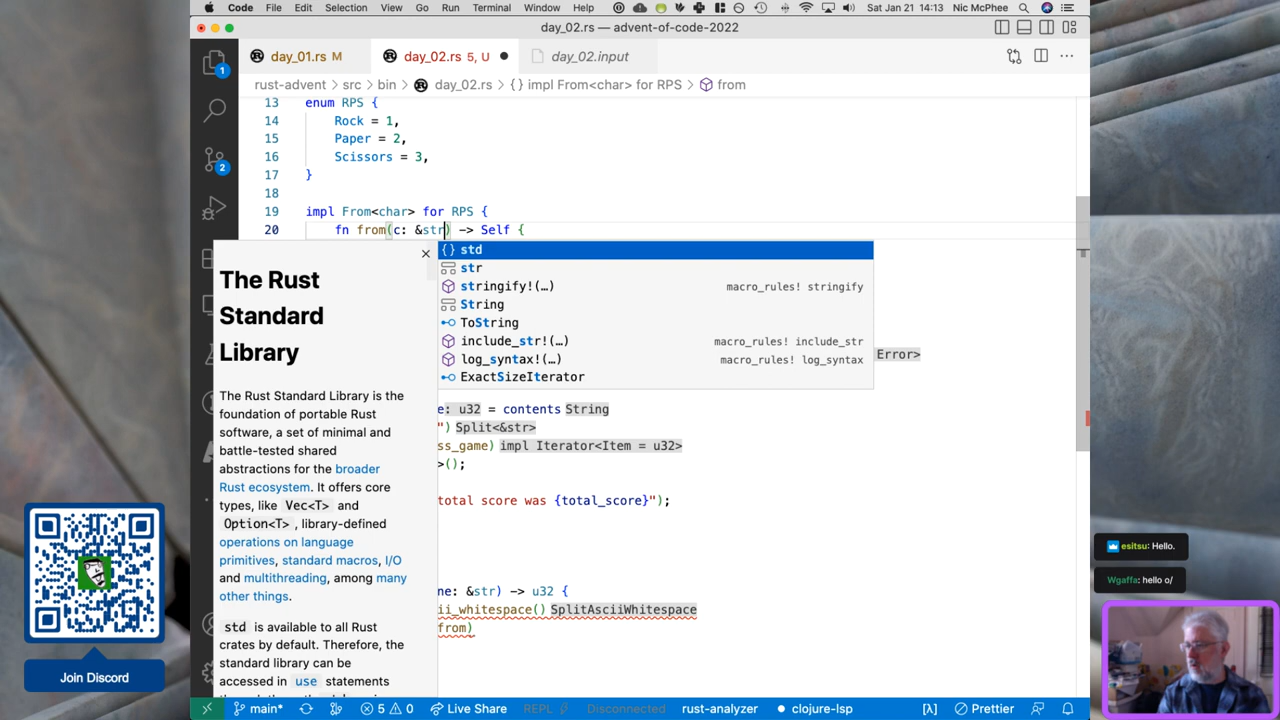 Code File Edit Selection View Go Run Terminal Window Help Sat Jan 21 14:13 Nic McPhee
day_02.rs — advent-of-code-2022
day_01.rs M day_02.rs 5, U day_02.input
rust-advent > src > bin > day_02.rs > {} impl From<char> for RPS > from
13 enum RPS {
14 Rock = 1,
15 Paper = 2,
16 Scissors = 3,
17 }
18
19 impl From<char> for RPS {
20 fn from(c: &str) -> Self {
{} std
str
stringify!(…) macro_rules! stringify
String
ToString
include_str!(…) macro_rules! include_str
log_syntax!(…) macro_rules! log_syntax
ExactSizeIterator
Error>
The Rust
Standard
Library
The Rust Standard Library is the
foundation of portable Rust
software, a set of minimal and
battle-tested shared
abstractions for the broader
Rust ecosystem. It offers core
types, like Vec<T> and
Option<T>, library-defined
operations on language
primitives, standard macros, I/O
and multithreading, among many
other things.
std is available to all Rust
crates by default. Therefore, the
standard library can be
accessed in use statements
e: u32 = contents String
") Split<&str>
ss_game) impl Iterator<Item = u32>
>();
total score was {total_score}");
ne: &str) -> u32 {
ii_whitespace() SplitAsciiWhitespace
from)
1
2
main* 5 0 Live Share REPL Disconnected rust-analyzer clojure-lsp [λ] Prettier
Join Discord
esitsu: Hello.
Wgaffa: hello o/